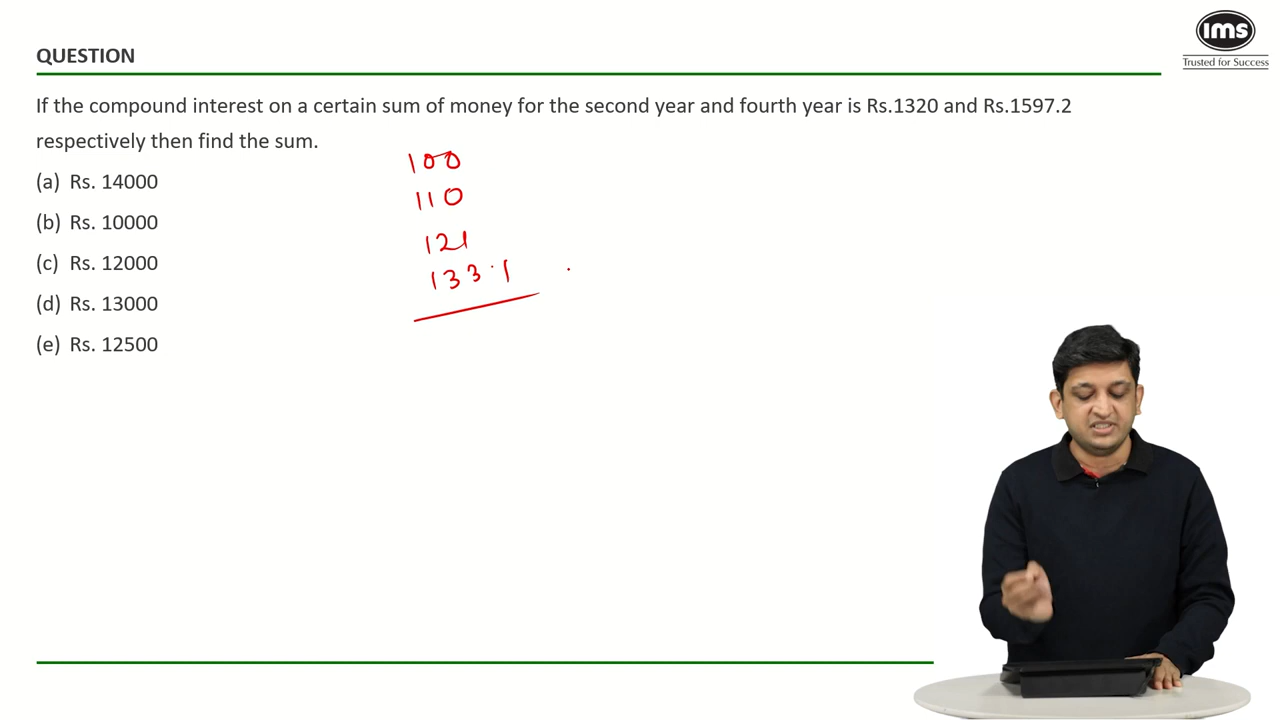 ims
Trusted for Success
QUESTION
If the compound interest on a certain sum of money for the second year and fourth year is Rs.1320 and Rs.1597.2
respectively then find the sum.
(a) Rs. 14000
(b) Rs. 10000
(c) Rs. 12000
(d) Rs. 13000
(e) Rs. 12500
100
110
121
133.1